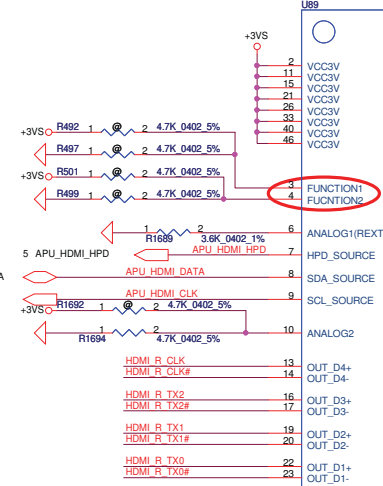 U89
+3VS
2 VCC3V
11 VCC3V
15 VCC3V
21 VCC3V
26 VCC3V
33 VCC3V
40 VCC3V
46 VCC3V
+3VS R492 1 @ 2 4.7K_0402_5%
R497 1 @ 2 4.7K_0402_5%
+3VS R501 1 @ 2 4.7K_0402_5%
3 FUNCTION1
R499 1 @ 2 4.7K_0402_5%
4 FUCNTION2
1 2 6 ANALOG1(REXT
R1689 3.6K_0402_1%
5 APU_HDMI_HPD APU_HDMI_HPD 7 HPD_SOURCE
A APU_HDMI_DATA 8 SDA_SOURCE
APU_HDMI_CLK 9 SCL_SOURCE
+3VS R1692 1 @ 2 4.7K_0402_5%
1 2 10 ANALOG2
R1694 4.7K_0402_5%
HDMI_R_CLK 13 OUT_D4+
HDMI_R_CLK# 14 OUT_D4-
HDMI_R_TX2 16 OUT_D3+
HDMI_R_TX2# 17 OUT_D3-
HDMI_R_TX1 19 OUT_D2+
HDMI_R_TX1# 20 OUT_D2-
HDMI_R_TX0 22 OUT_D1+
HDMI_R_TX0# 23 OUT_D1-